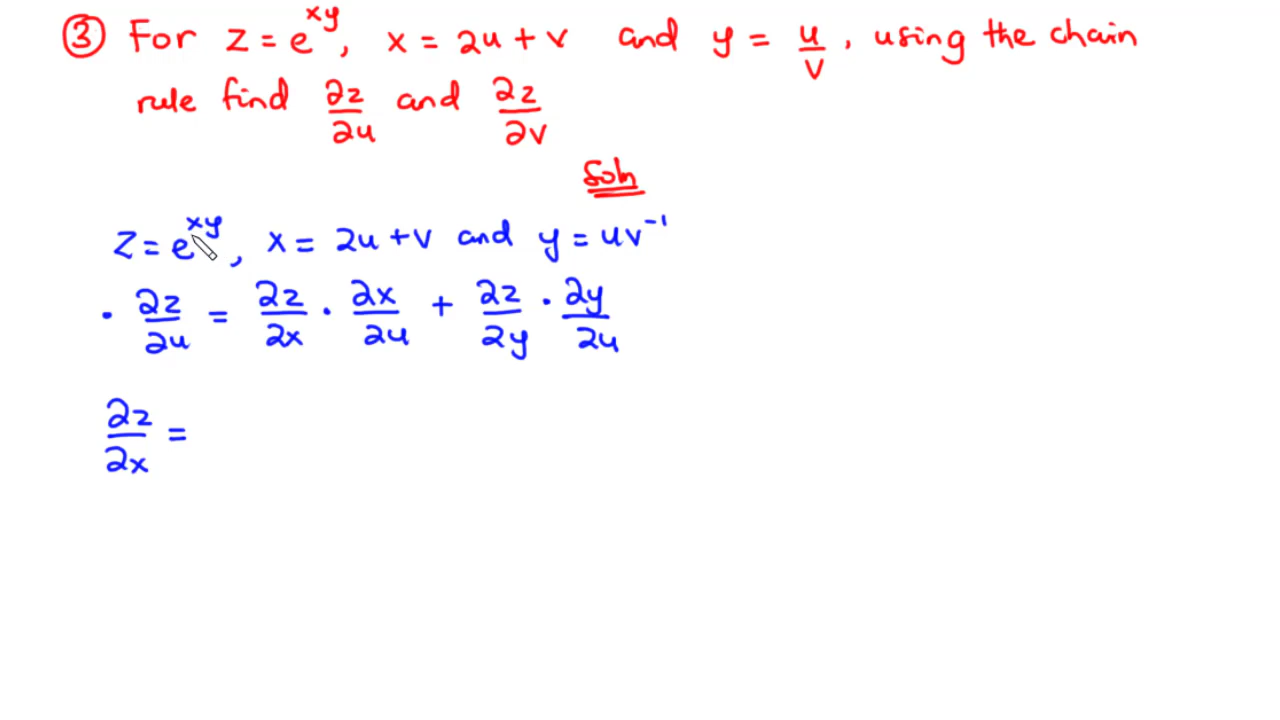 ③ For z = e^{xy}, x = 2u + v and y = u/v, using the chain
rule find ∂z/∂u and ∂z/∂v
Soln
z = e^{xy}, x = 2u + v and y = uv^{-1}
· ∂z/∂u = ∂z/∂x · ∂x/∂u + ∂z/∂y · ∂y/∂u
∂z/∂x =